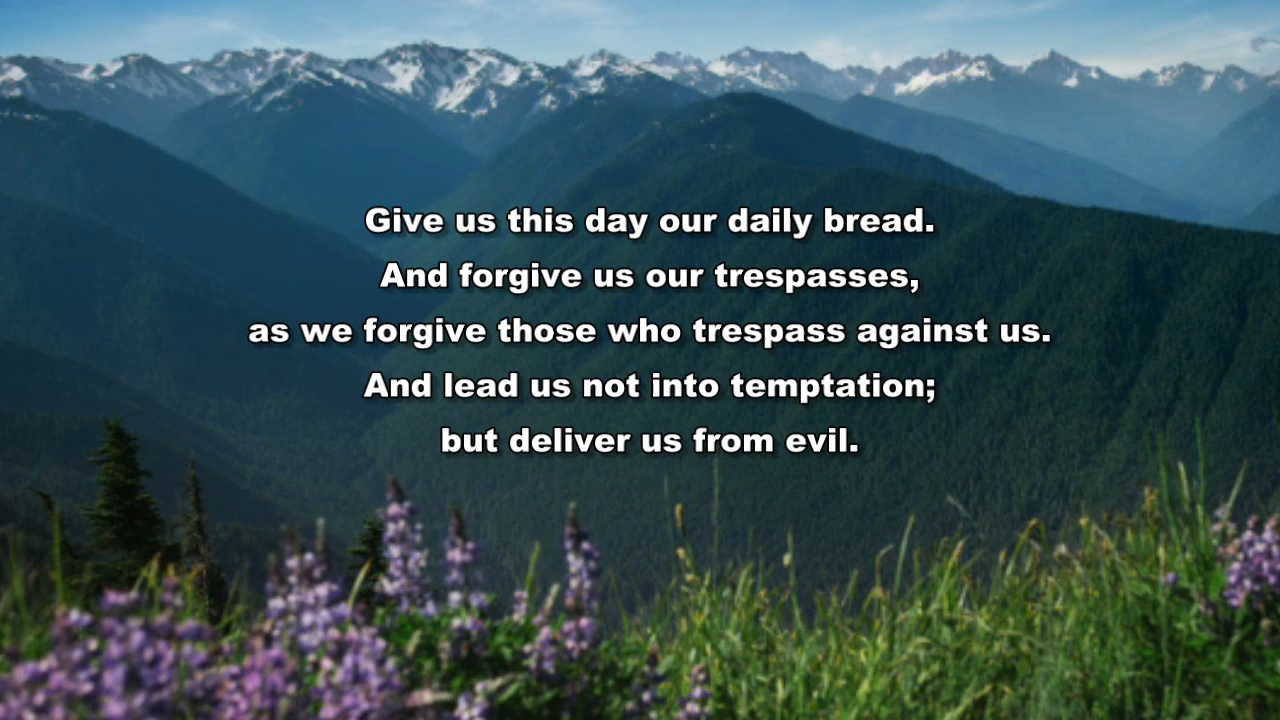 Give us this day our daily bread.
And forgive us our trespasses,
as we forgive those who trespass against us.
And lead us not into temptation;
but deliver us from evil.